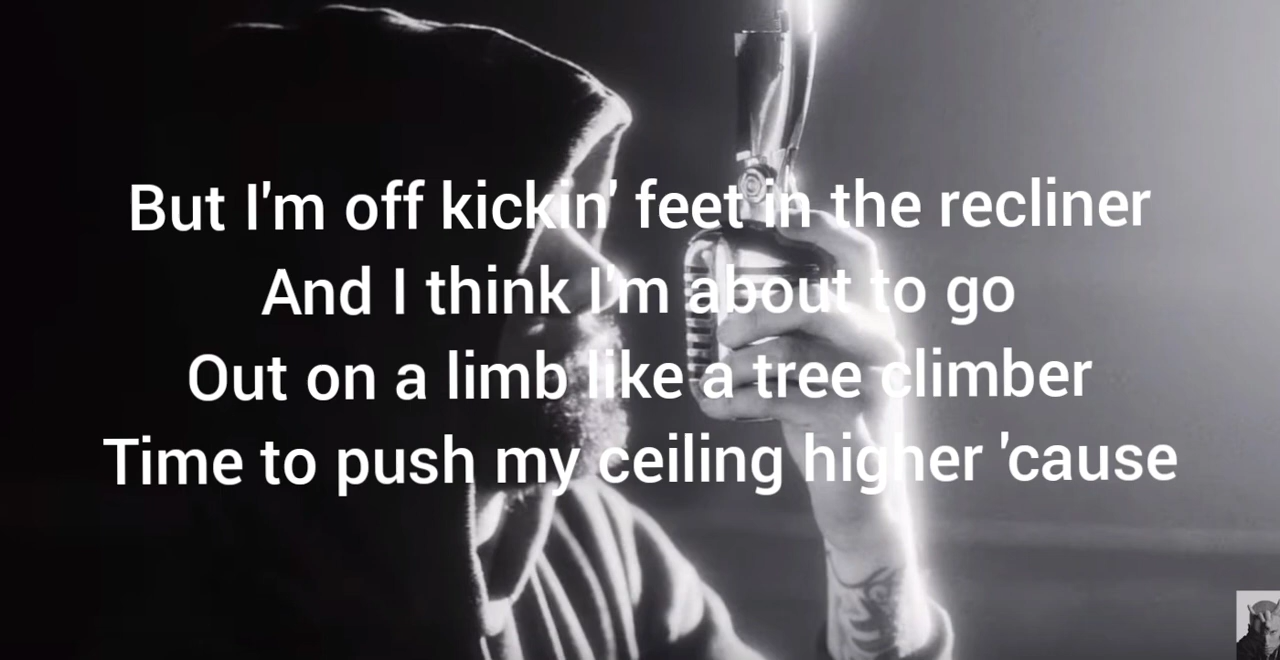 But I'm off kickin' feet in the recliner
And I think I'm about to go
Out on a limb like a tree climber
Time to push my ceiling higher 'cause